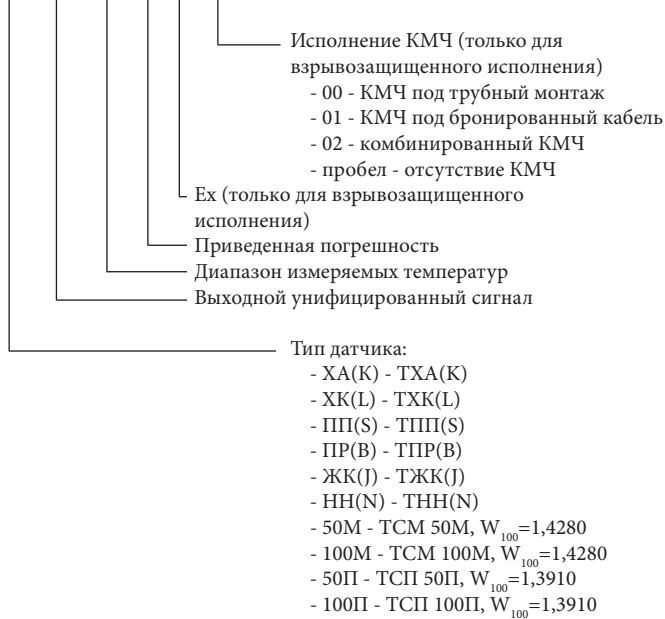 Исполнение КМЧ (только для
взрывозащищенного исполнения)
- 00 - КМЧ под трубный монтаж
- 01 - КМЧ под бронированный кабель
- 02 - комбинированный КМЧ
- пробел - отсутствие КМЧ
Ex (только для взрывозащищенного
исполнения)
Приведенная погрешность
Диапазон измеряемых температур
Выходной унифицированный сигнал
Тип датчика:
- ХА(К) - ТХА(К)
- ХК(L) - ТХК(L)
- ПП(S) - ТПП(S)
- ПР(В) - ТПР(В)
- ЖК(J) - ТЖК(J)
- НН(N) - ТНН(N)
- 50М - ТСМ 50М, W100=1,4280
- 100М - ТСМ 100М, W100=1,4280
- 50П - ТСП 50П, W100=1,3910
- 100П - ТСП 100П, W100=1,3910